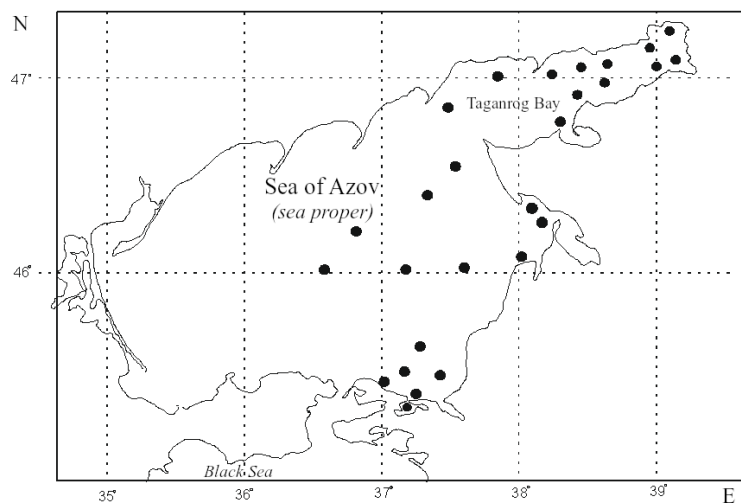 N
47°
Taganrog Bay
Sea of Azov
(sea proper)
46°
Black Sea
35° 36° 37° 38° 39° E